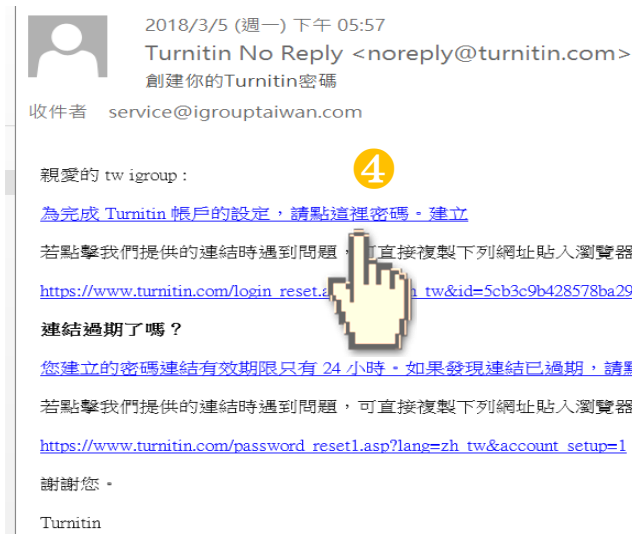 2018/3/5 (週一) 下午 05:57
Turnitin No Reply <noreply@turnitin.com>
創建你的Turnitin密碼
收件者 service@igrouptaiwan.com
4
親愛的 tw igroup :
為完成 Turnitin 帳戶的設定，請點這裡密碼。建立
若點擊我們提供的連結時遇到問題，可直接複製下列網址貼入瀏覽器
https://www.turnitin.com/login_reset.a tw&id=5cb3c9b428578ba29
連結過期了嗎？
您建立的密碼連結有效期限只有 24 小時。如果發現連結已過期，請點
若點擊我們提供的連結時遇到問題，可直接複製下列網址貼入瀏覽器
https://www.turnitin.com/password_reset1.asp?lang=zh_tw&account_setup=1
謝謝您。
Turnitin